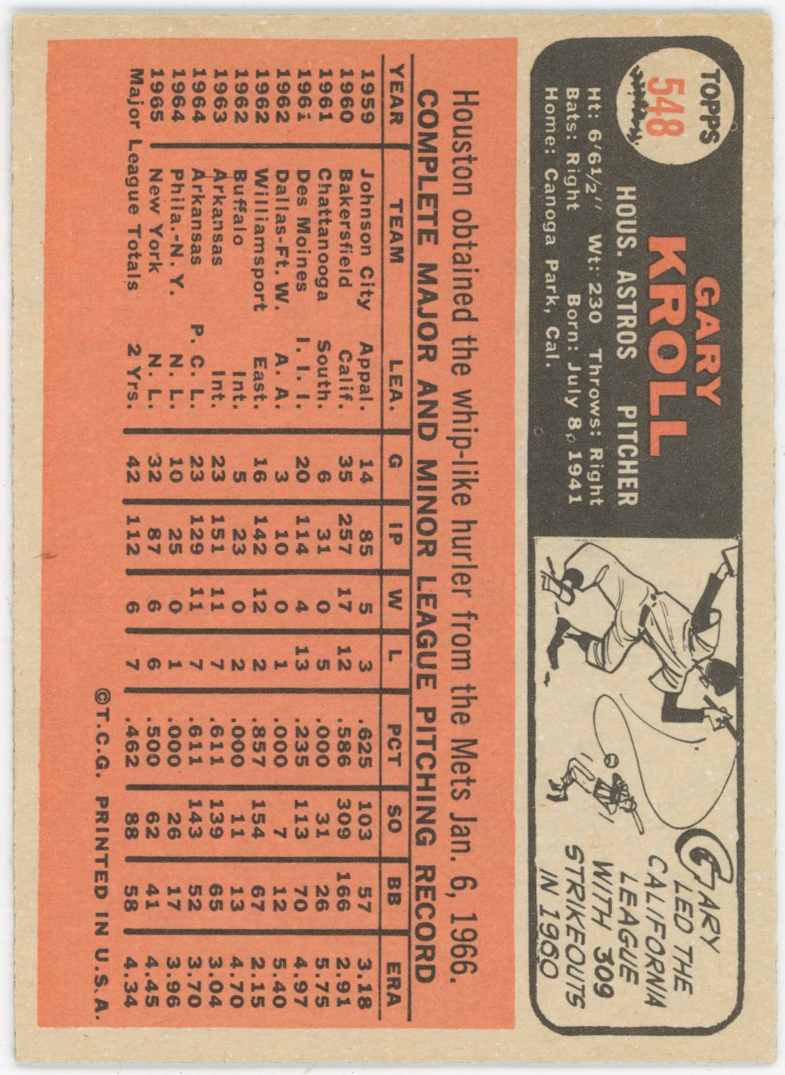 TOPPS
548
GARY
KROLL
HOUS. ASTROS PITCHER
Ht: 6'6½" Wt: 230 Throws: Right
Bats: Right Born: July 8, 1941
Home: Canoga Park, Cal.
GARY
LED THE
CALIFORNIA
LEAGUE
WITH 309
STRIKEOUTS
IN 1960
Houston obtained the whip-like hurler from the Mets Jan. 6, 1966.
COMPLETE MAJOR AND MINOR LEAGUE PITCHING RECORD
YEAR TEAM LEA. G IP W L PCT SO BB ERA
1959 Johnson City Appal. 14 85 5 3 .625 103 57 3.18
1960 Bakersfield Calif. 35 257 17 12 .586 309 166 2.91
1961 Chattanooga South. 6 31 0 5 .000 31 26 5.75
1961 Des Moines I. I. I. 20 114 4 13 .235 113 70 4.97
1962 Dallas-Ft. W. A. A. 3 10 0 1 .000 7 12 5.40
1962 Williamsport East. 16 142 12 2 .857 154 67 2.15
1962 Buffalo Int. 5 23 0 2 .000 11 13 4.70
1963 Arkansas Int. 23 151 11 7 .611 139 65 3.04
1964 Arkansas P. C. L. 23 129 11 7 .611 143 52 3.70
1964 Phila.-N. Y. N. L. 10 25 0 1 .000 26 17 3.96
1965 New York N. L. 32 87 6 6 .500 62 41 4.45
Major League Totals 2 Yrs. 42 112 6 7 .462 88 58 4.34
©T.C.G. PRINTED IN U.S.A.